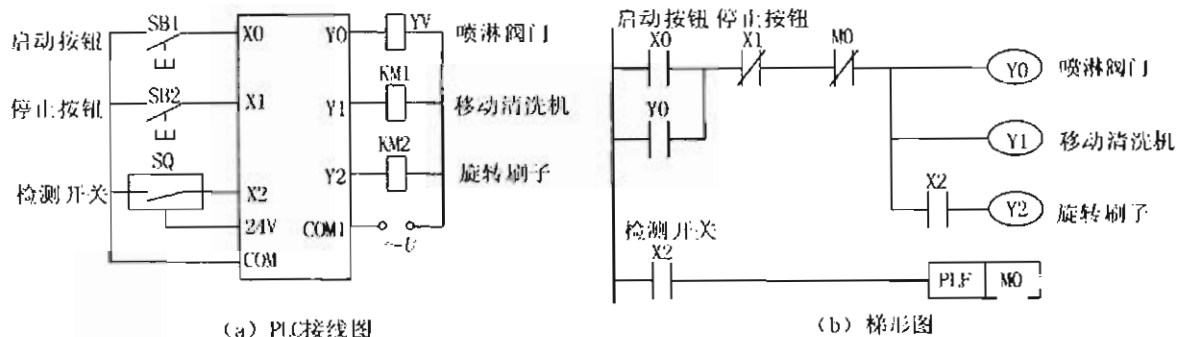 启动按钮 SB1 X0 Y0 YV 喷淋阀门
停止按钮 SB2 X1 Y1 KM1 移动清洗机
检测开关 SQ X2 Y2 KM2 旋转刷子
24V COM1 ~U
COM
(a) PLC接线图
启动按钮 停止按钮
X0 X1 M0 Y0 喷淋阀门
Y0 Y1 移动清洗机
X2 Y2 旋转刷子
检测开关
X2 PLF M0
(b) 梯形图